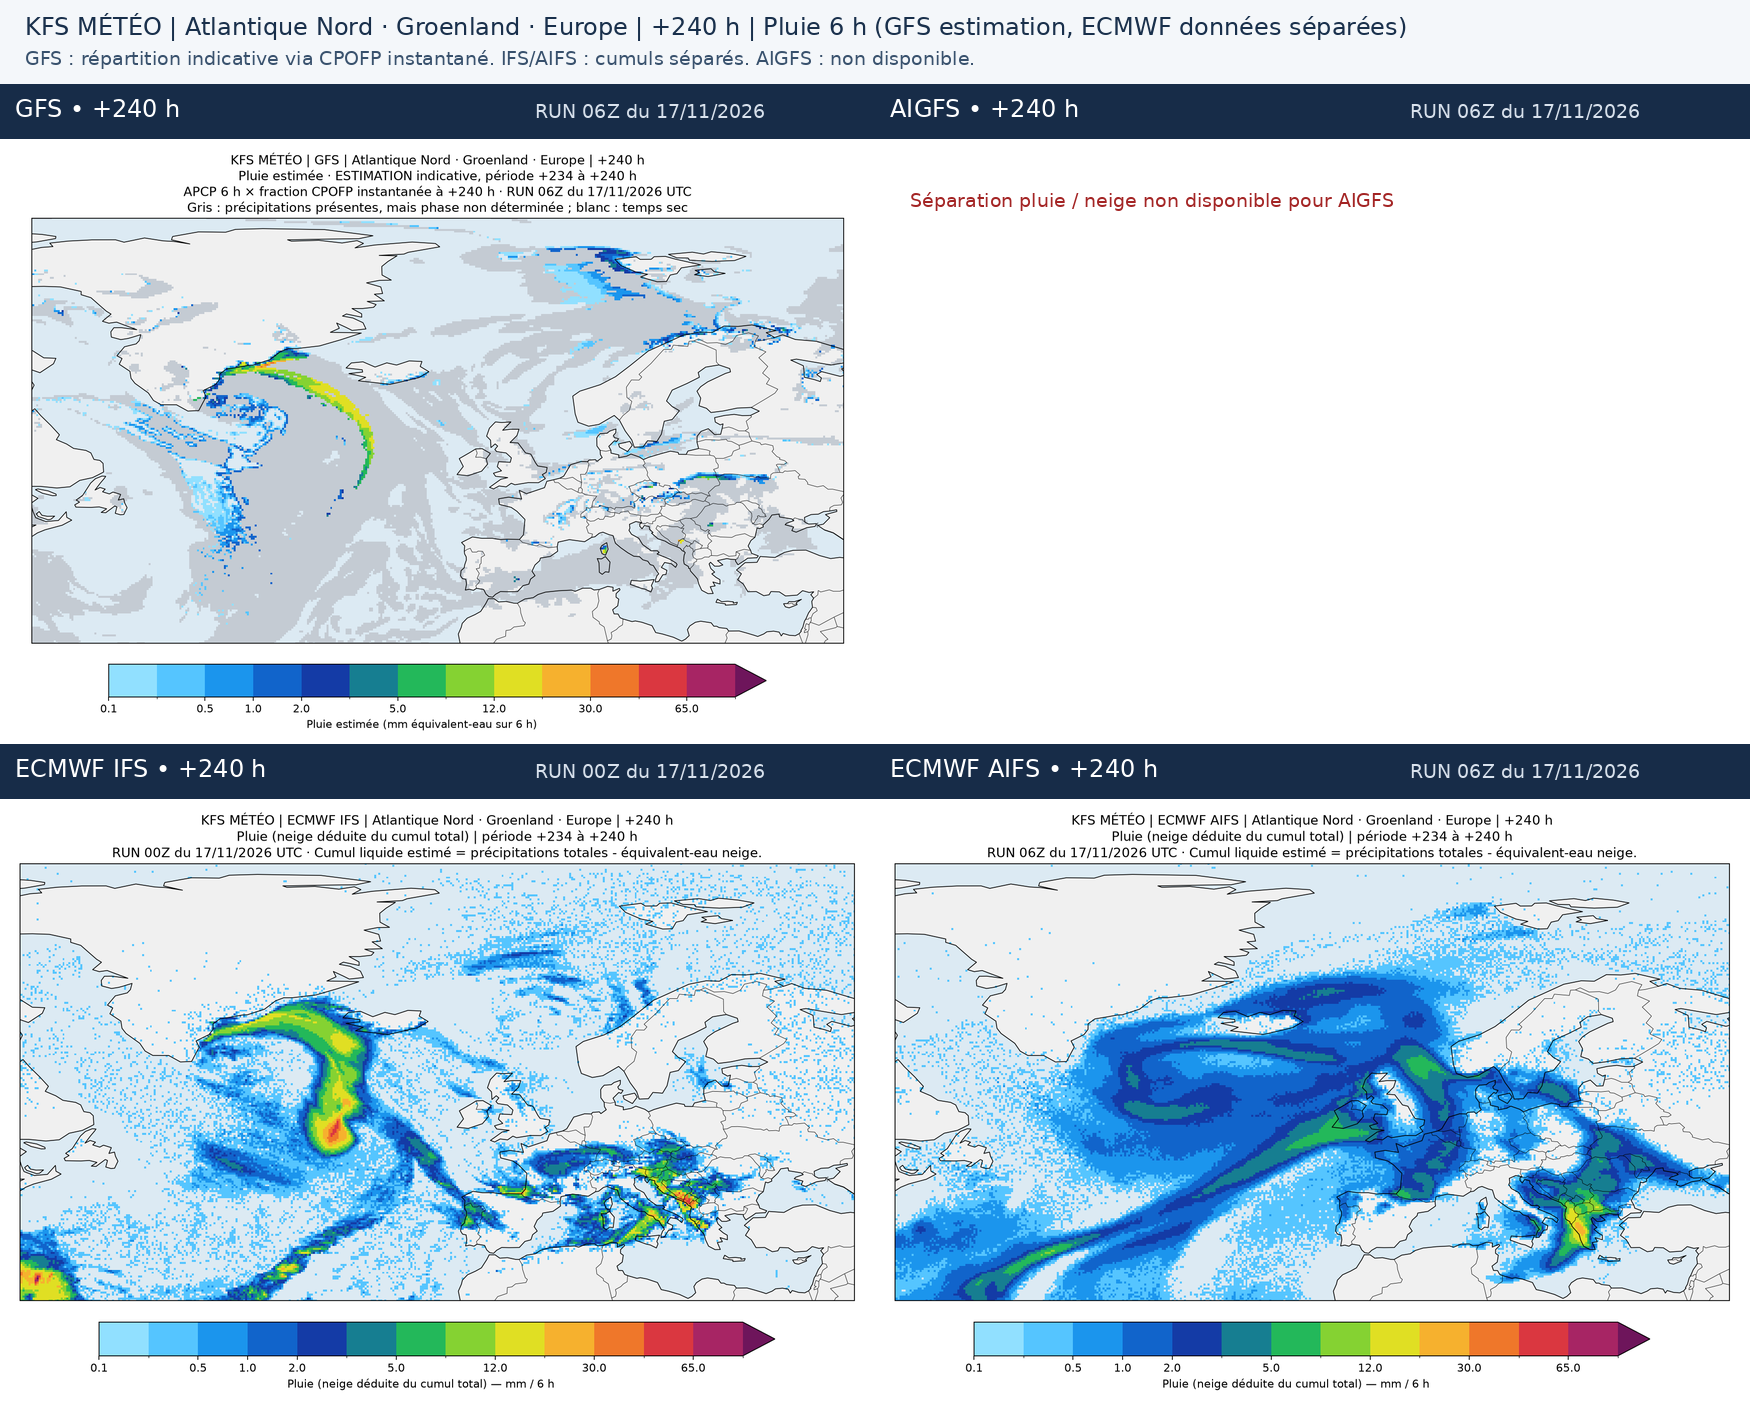 KFS MÉTÉO | Atlantique Nord · Groenland · Europe | +240 h | Pluie 6 h (GFS estimation, ECMWF données séparées)
GFS : répartition indicative via CPOFP instantané. IFS/AIFS : cumuls séparés. AIGFS : non disponible.
GFS • +240 h
RUN 06Z du 17/11/2026
AIGFS • +240 h
RUN 06Z du 17/11/2026
KFS MÉTÉO | GFS | Atlantique Nord · Groenland · Europe | +240 h
Pluie estimée · ESTIMATION indicative, période +234 à +240 h
APCP 6 h × fraction CPOFP instantanée à +240 h · RUN 06Z du 17/11/2026 UTC
Gris : précipitations présentes, mais phase non déterminée ; blanc : temps sec
Séparation pluie / neige non disponible pour AIGFS
0.1 0.5 1.0 2.0 5.0 12.0 30.0 65.0
Pluie estimée (mm équivalent-eau sur 6 h)
ECMWF IFS • +240 h
RUN 00Z du 17/11/2026
ECMWF AIFS • +240 h
RUN 06Z du 17/11/2026
KFS MÉTÉO | ECMWF IFS | Atlantique Nord · Groenland · Europe | +240 h
Pluie (neige déduite du cumul total) | période +234 à +240 h
RUN 00Z du 17/11/2026 UTC · Cumul liquide estimé = précipitations totales - équivalent-eau neige.
KFS MÉTÉO | ECMWF AIFS | Atlantique Nord · Groenland · Europe | +240 h
Pluie (neige déduite du cumul total) | période +234 à +240 h
RUN 06Z du 17/11/2026 UTC · Cumul liquide estimé = précipitations totales - équivalent-eau neige.
0.1 0.5 1.0 2.0 5.0 12.0 30.0 65.0
Pluie (neige déduite du cumul total) — mm / 6 h
0.1 0.5 1.0 2.0 5.0 12.0 30.0 65.0
Pluie (neige déduite du cumul total) — mm / 6 h